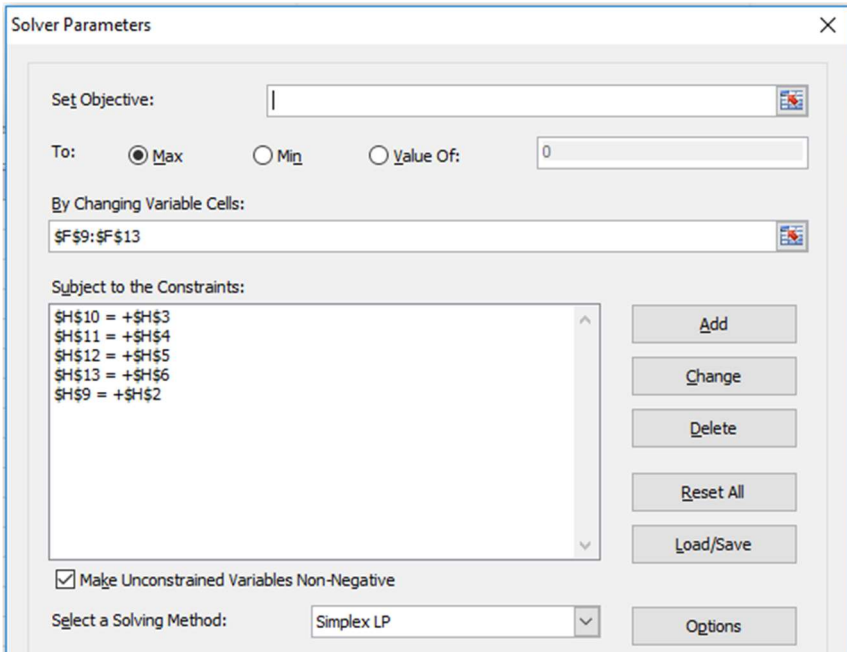 Solver Parameters
Set Objective:
To: Max Min Value Of: 0
By Changing Variable Cells:
$F$9:$F$13
Subject to the Constraints:
$H$10 = +$H$3
$H$11 = +$H$4
$H$12 = +$H$5
$H$13 = +$H$6
$H$9 = +$H$2
Add
Change
Delete
Reset All
Load/Save
Make Unconstrained Variables Non-Negative
Select a Solving Method: Simplex LP Options